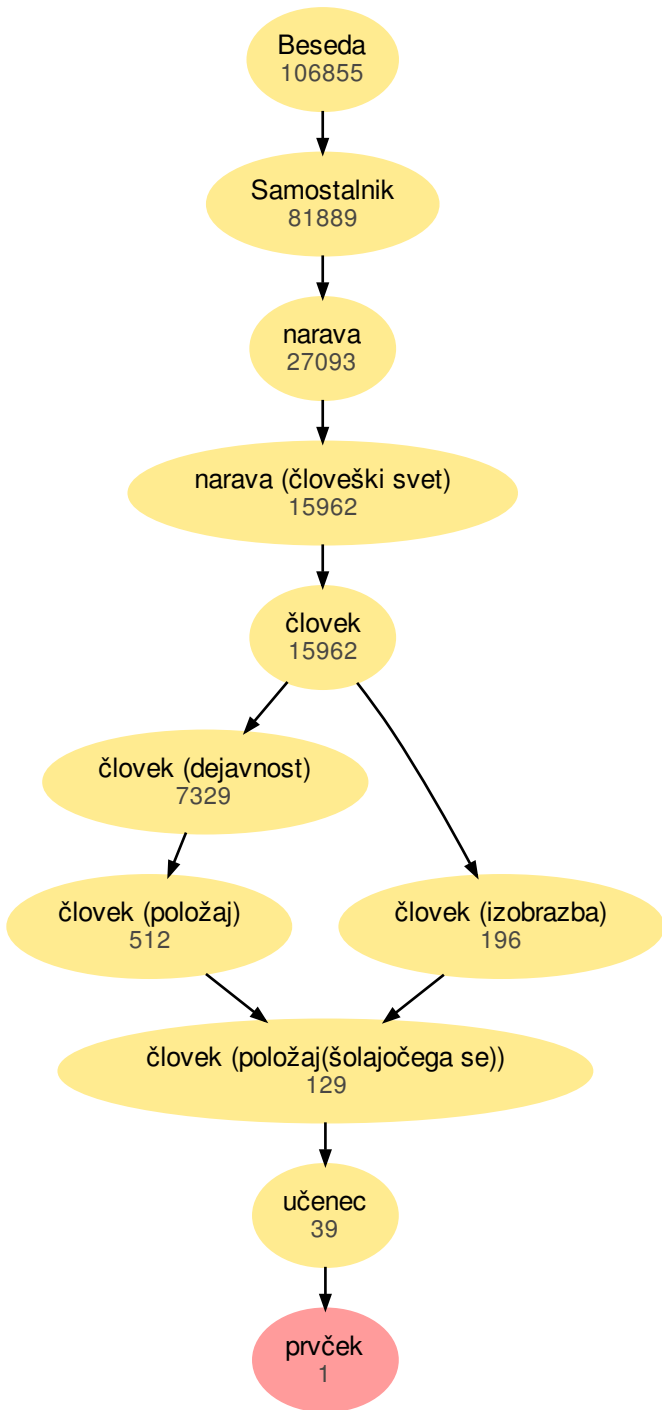 Beseda
106855
Samostalnik
81889
narava
27093
narava (človeški svet)
15962
človek
15962
človek (dejavnost)
7329
človek (položaj)
512
človek (izobrazba)
196
človek (položaj(šolajočega se))
129
učenec
39
prvček
1